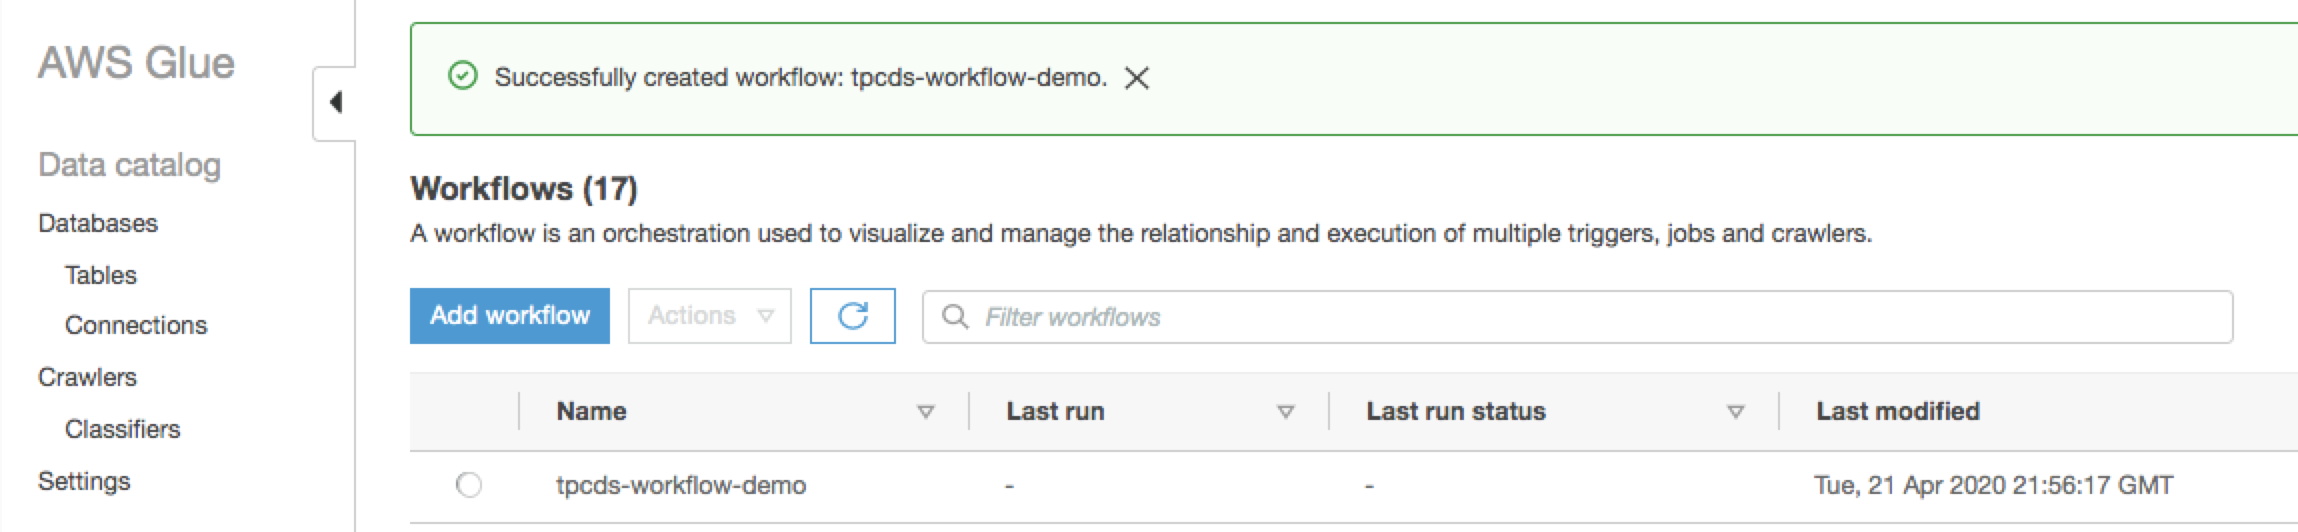 AWS Glue
Data catalog
Databases
Tables
Connections
Crawlers
Classifiers
Settings
Successfully created workflow: tpcds-workflow-demo.
Workflows (17)
A workflow is an orchestration used to visualize and manage the relationship and execution of multiple triggers, jobs and crawlers.
Add workflow Actions Filter workflows
Name Last run Last run status Last modified
tpcds-workflow-demo - - Tue, 21 Apr 2020 21:56:17 GMT